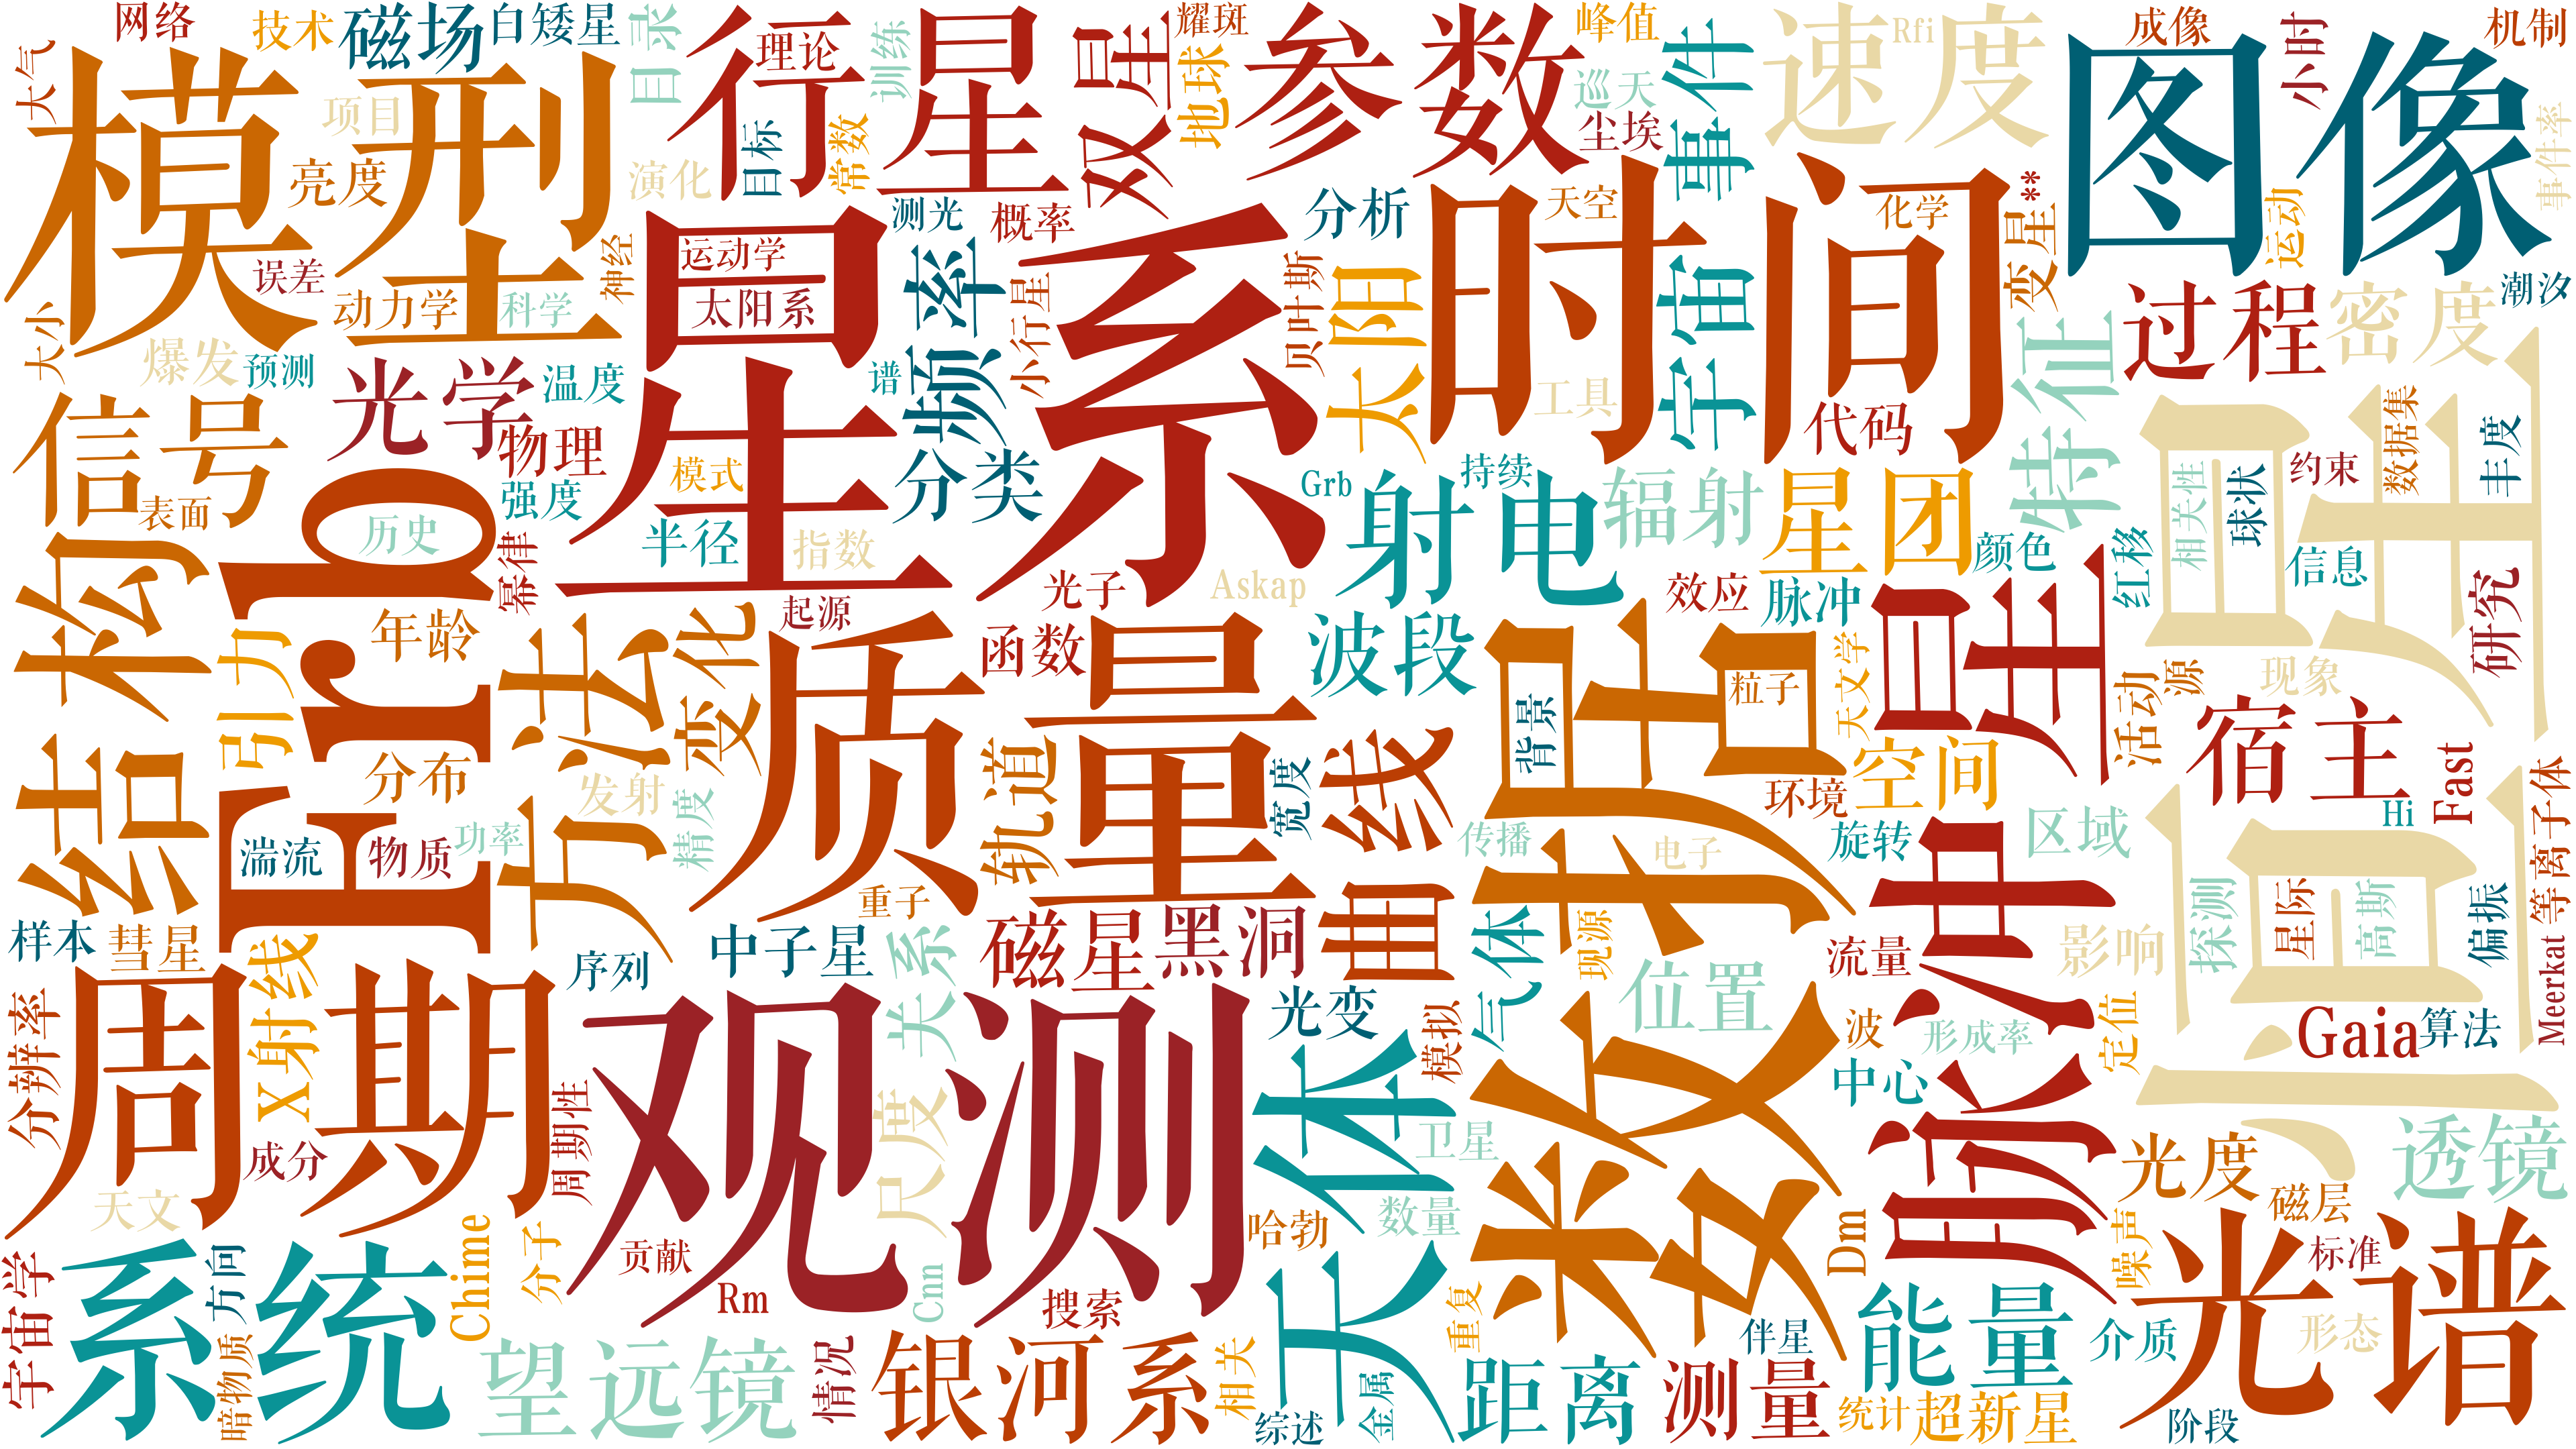 网络
技术
磁场
白矮星
目录
行星
理论
训练
双星
耀斑
地球
参数
峰值
巡天
尘埃
事件
速度
Rfi
图像
成像
小时
机制
大气
模型
项目
亮度
误差
目标
常数
演化
测光
概率
分析
天空
化学
变星**
运动
事件率
神经
动力学
科学
大小
爆发
预测
星系
运动学
太阳系
频率
小行星
贝叶斯
太阳
时间
工具
宇宙
代码
特征
过程
密度
潮汐
信号
光学
温度
物理
强度
表面
历史
幂律
模式
半径
指数
谱
分类
起源
光子
Askap
Grb
持续
射电
辐射
星团
效应
脉冲
颜色
红移
相关性
球状
约束
数据集
丰度
信息
恒星
研究
结构
Frb
年龄
引力
分布
湍流
物质
功率
方法
变化
发射
精度
质量
函数
重子
轨道
波段
宽度
曲线
背景
数据
粒子
传播
电子
天文学
空间
环境
旋转
脉冲星
活动
源
现象
宿主
Fast
Hi
区域
等离子体
样本
彗星
X射线
分辨率
周期
成分
天文
周期性
序列
中子星
关系
磁星
黑洞
观测
尺度
贡献
Rm
Cnn
搜索
光变
模拟
气体
现源
位置
流量
影响
探测
星际
高斯
偏振
Meerkat
波
形成率
中心
定位
Gaia
算法
天体
卫星
数量
哈勃
光度
磁层
透镜
噪声
标准
光谱
形态
宇宙学
方向
暗物质
系统
Chime
分子
望远镜
情况
银河系
相关
综述
金属
重复
距离
测量
伴星
Dm
能量
统计
超新星
介质
阶段